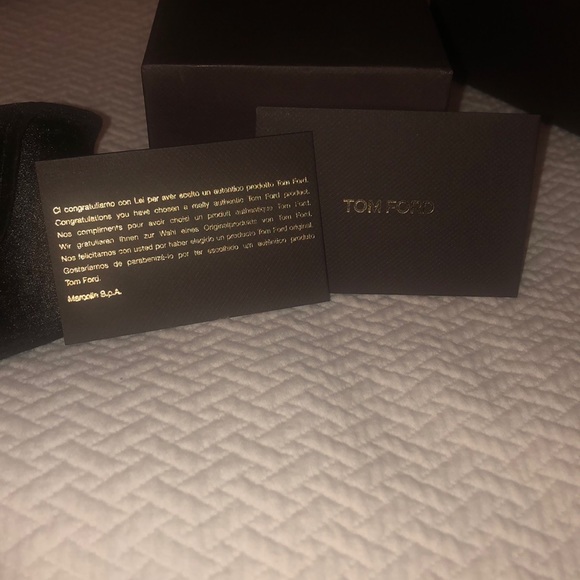 Ci congratuliamo con Lei per aver scelto un autentico prodotto Tom Ford.
Congratulations you have chosen a really authentic Tom Ford product.
Nos compliments pour avoir choisi un produit authentique Tom Ford.
Wir gratulieren Ihnen zur Wahl eines Originalproduktes von Tom Ford.
Nos felicitamos con usted por haber elegido un producto Tom Ford original.
Gostaríamos de parabenizá-lo por ter escolhido um autêntico produto
Tom Ford.
Marcolin S.p.A.
TOM FORD